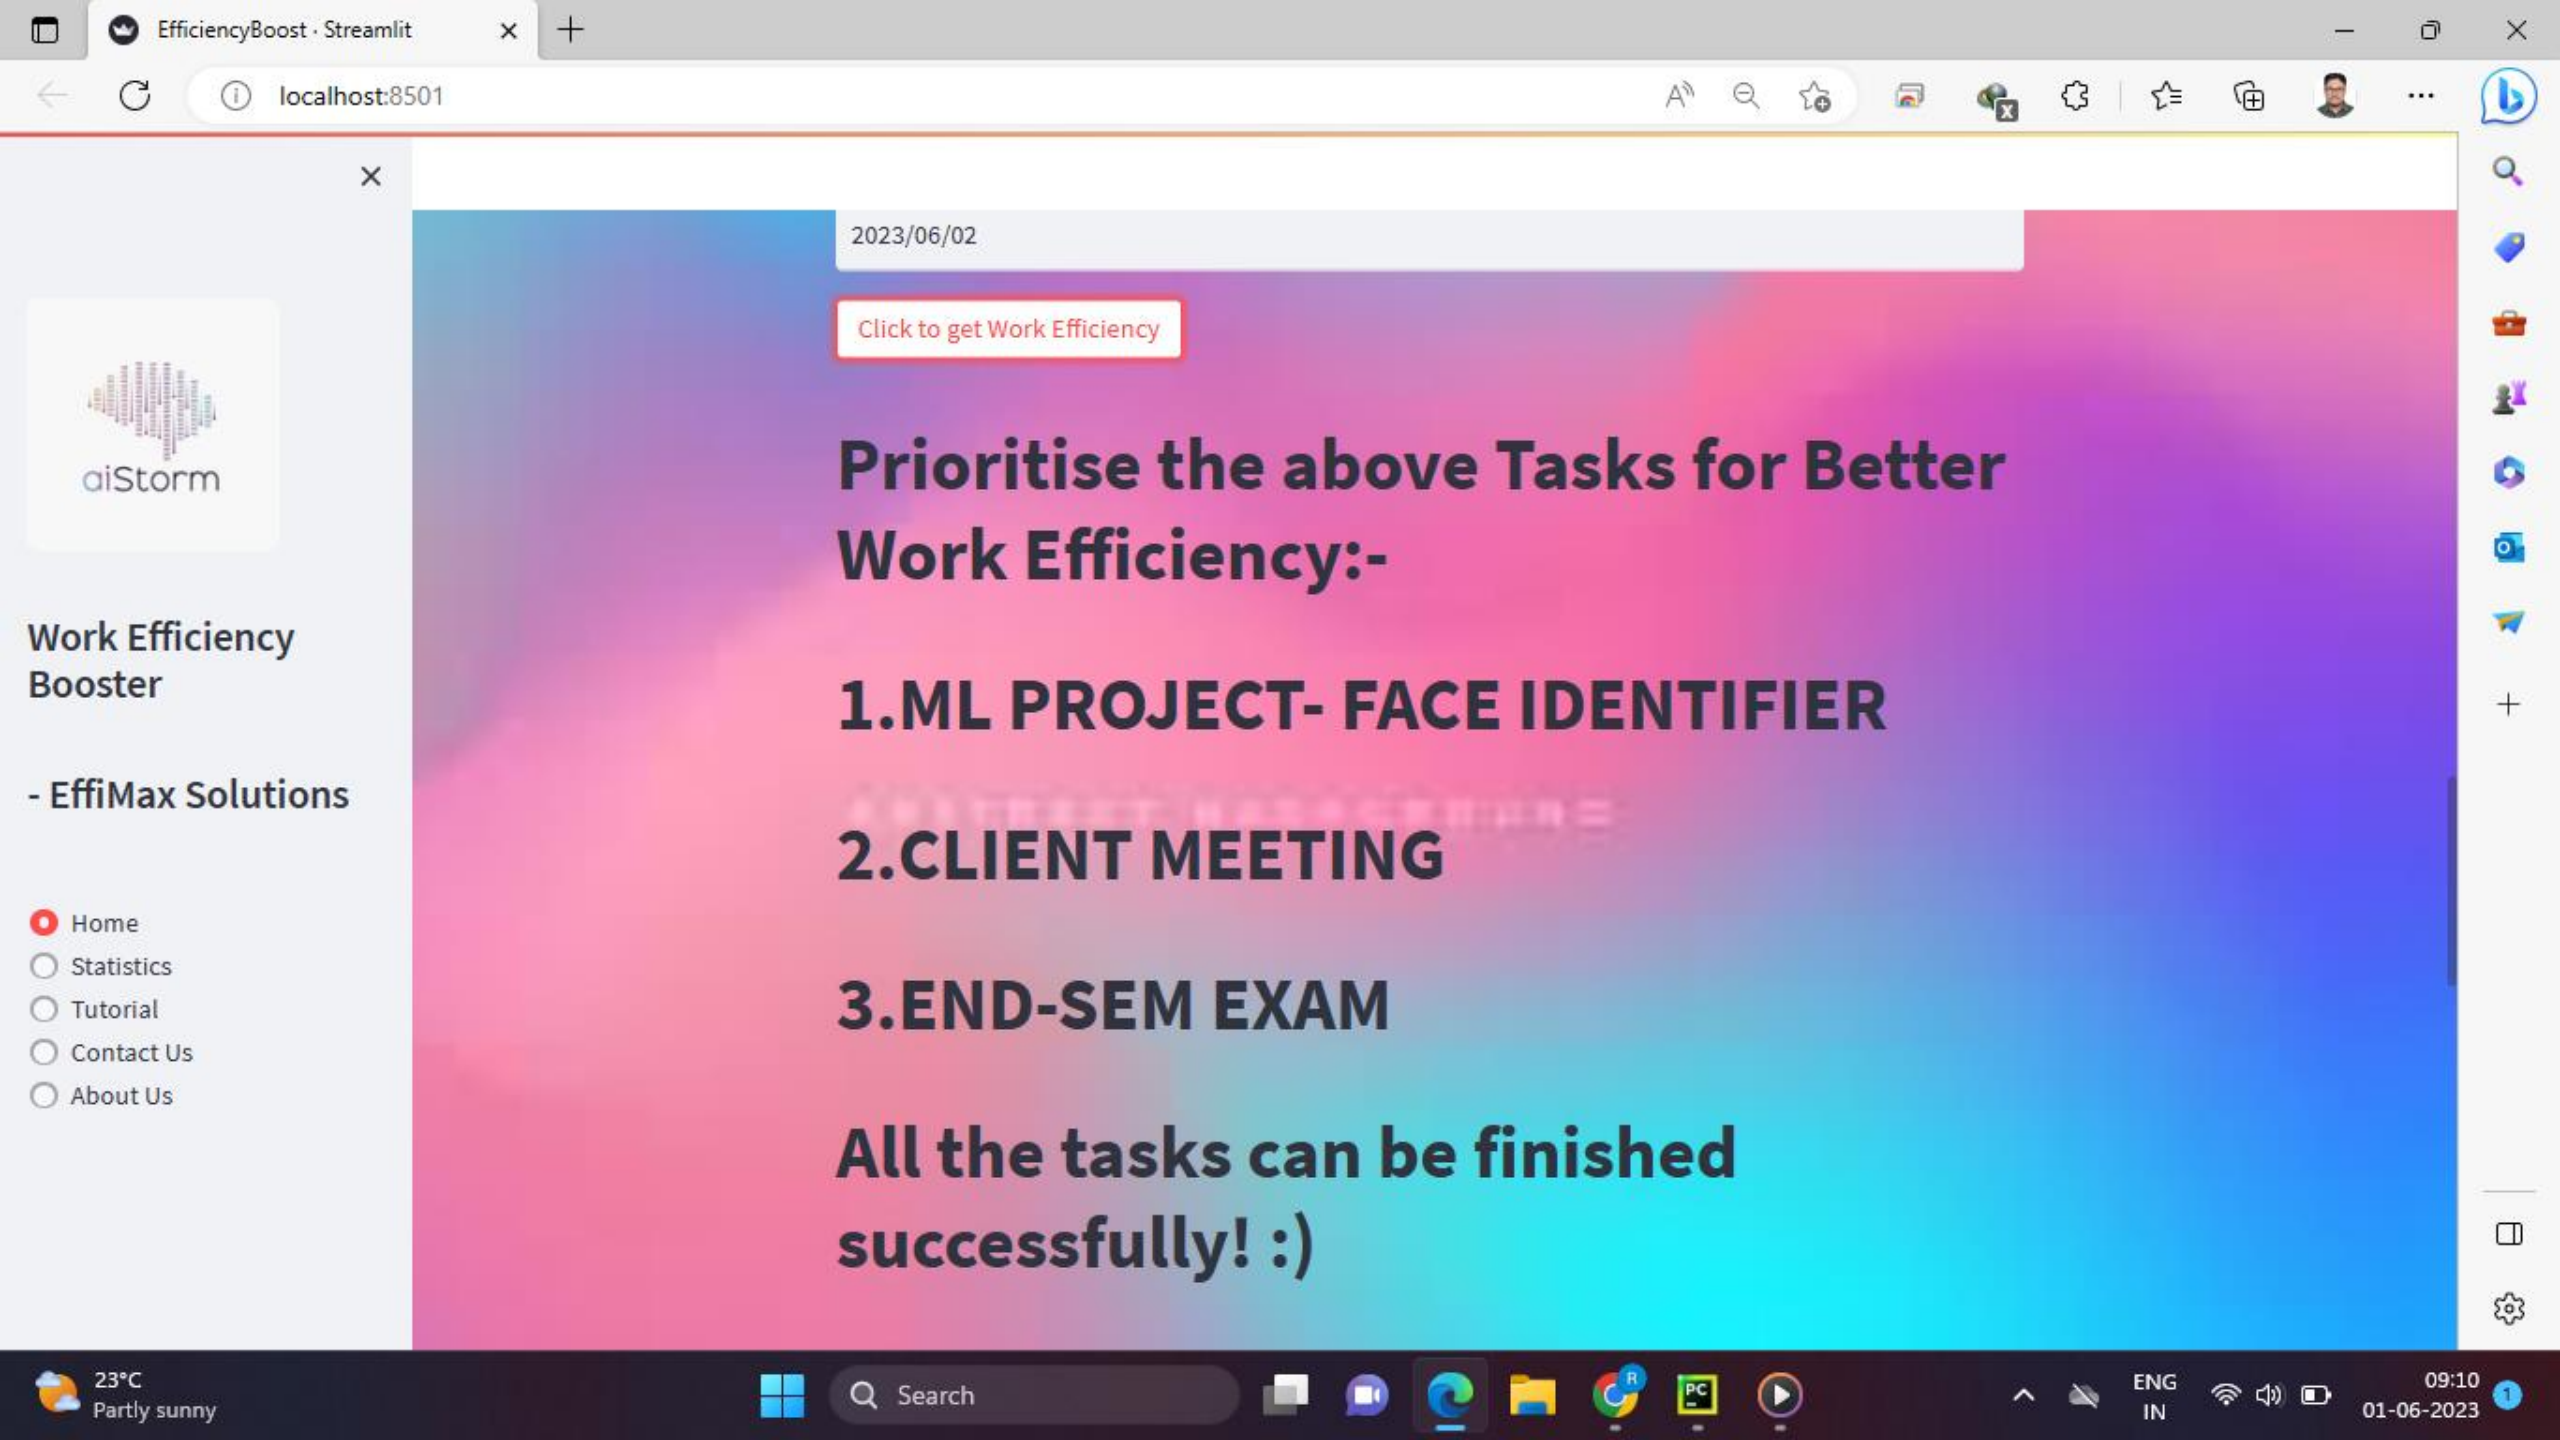 EfficiencyBoost · Streamlit
localhost:8501
2023/06/02
Click to get Work Efficiency
aiStorm
Work Efficiency
Booster
- EffiMax Solutions
Home
Statistics
Tutorial
Contact Us
About Us
Prioritise the above Tasks for Better
Work Efficiency:-
1.ML PROJECT- FACE IDENTIFIER
2.CLIENT MEETING
3.END-SEM EXAM
All the tasks can be finished
successfully! :)
23°C
Partly sunny
Search
R
PC
ENG
IN
09:10
01-06-2023
1